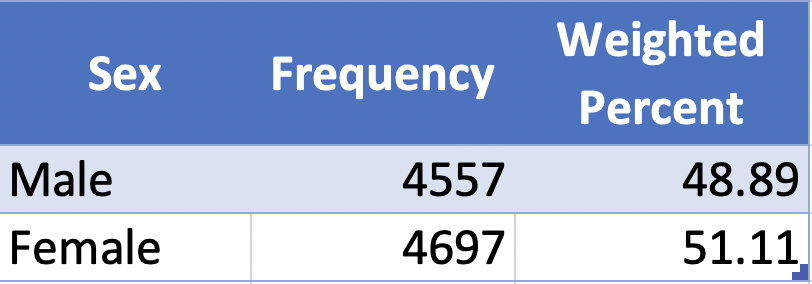 Sex Frequency Weighted Percent
Male 4557 48.89
Female 4697 51.11